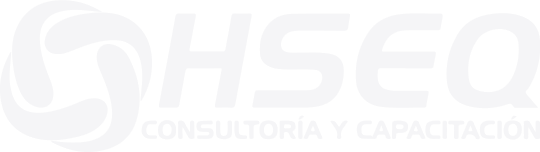 HSEQ
CONSULTORÍA Y CAPACITACIÓN